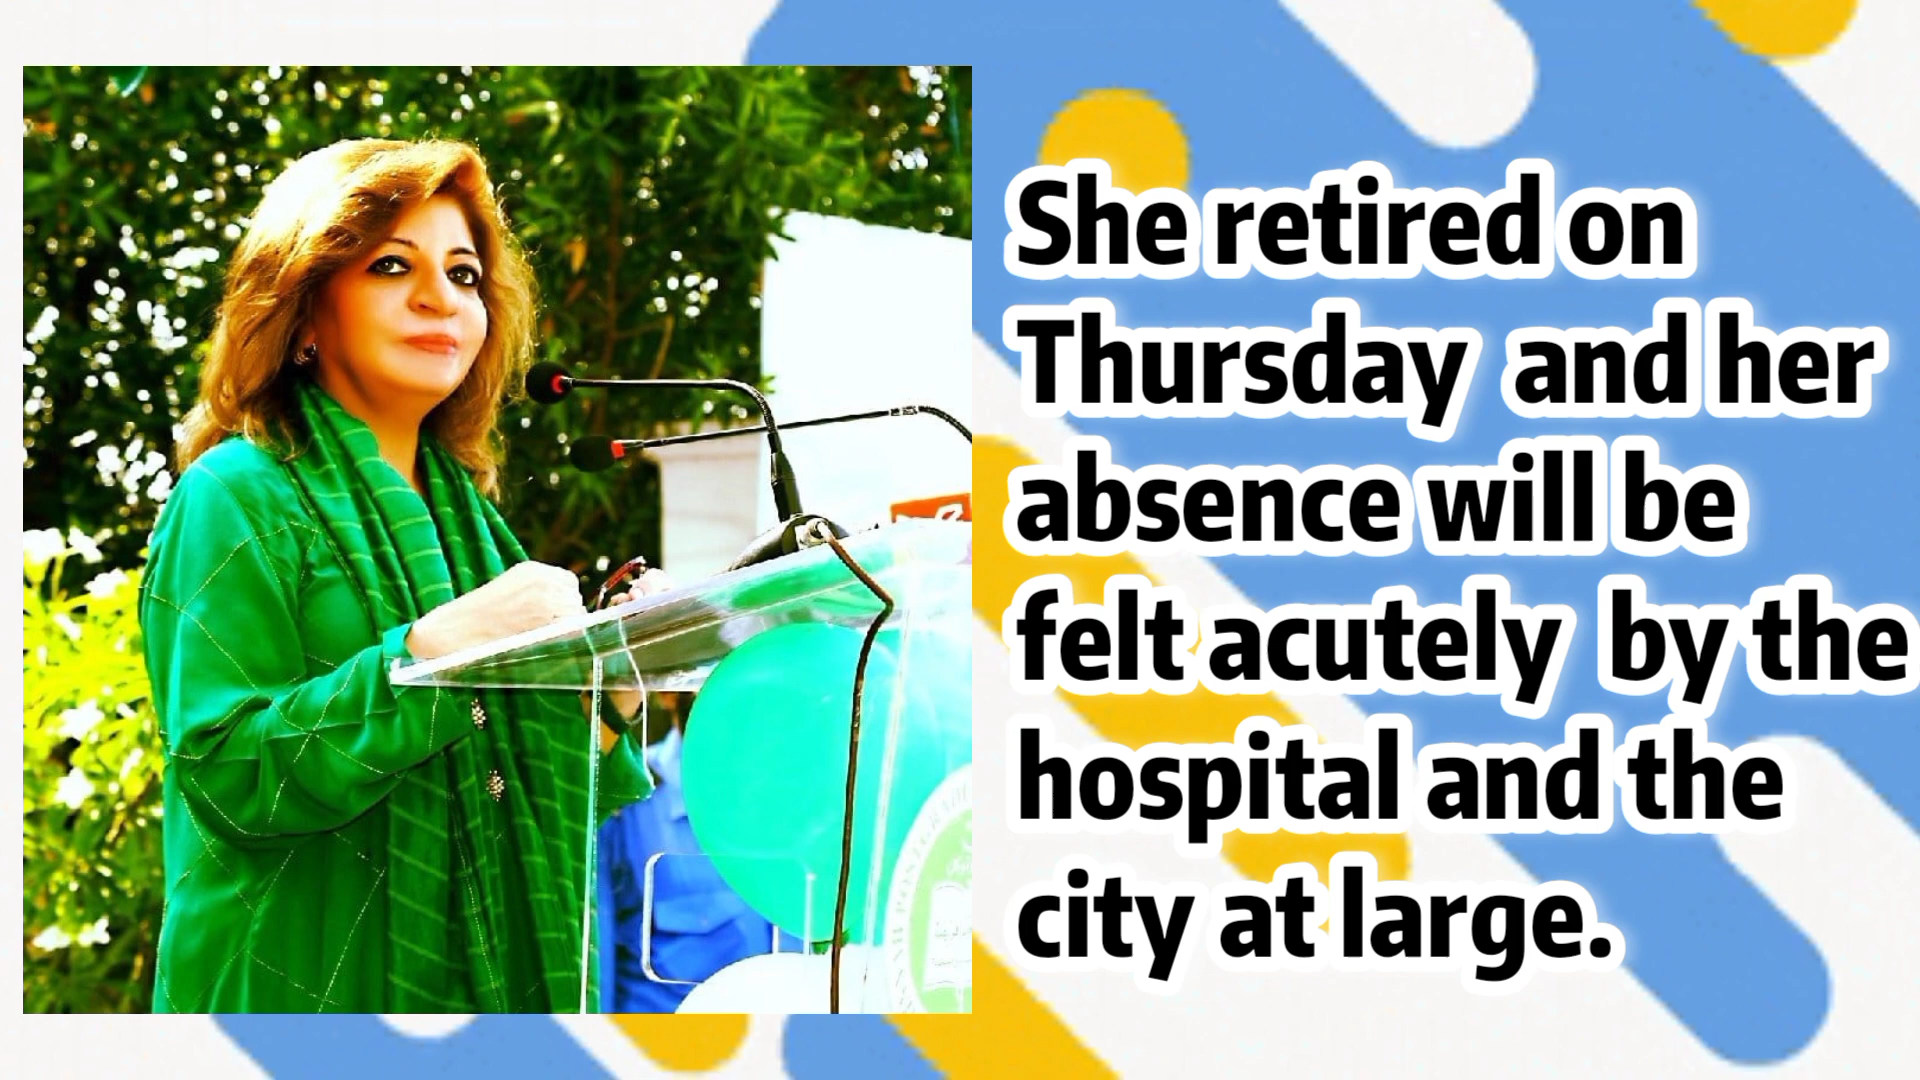 She retired on
Thursday and her
absence will be
felt acutely by the
hospital and the
city at large.